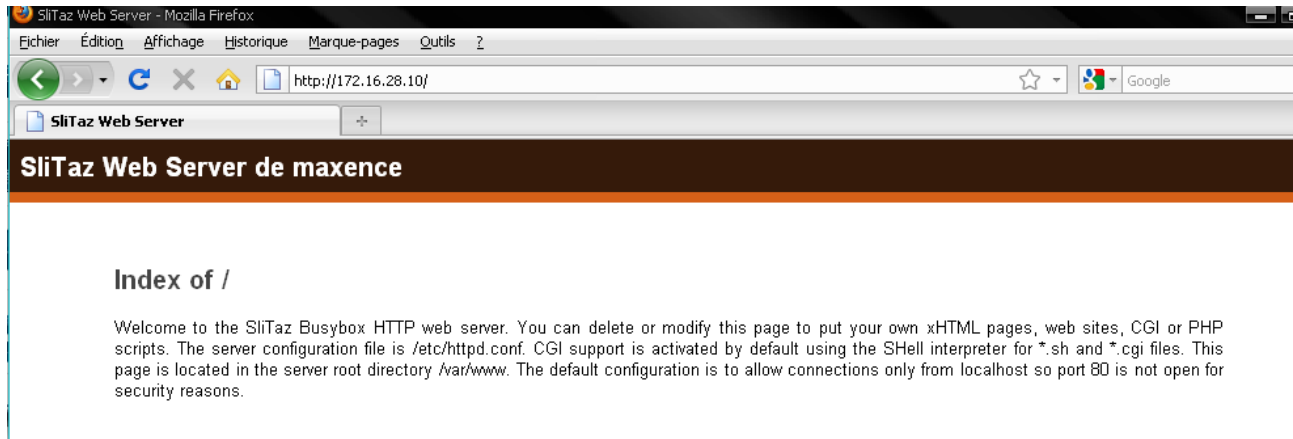 SliTaz Web Server - Mozilla Firefox
Fichier Édition Affichage Historique Marque-pages Outils ?
http://172.16.28.10/ Google
SliTaz Web Server
SliTaz Web Server de maxence
Index of /
Welcome to the SliTaz Busybox HTTP web server. You can delete or modify this page to put your own xHTML pages, web sites, CGI or PHP
scripts. The server configuration file is /etc/httpd.conf. CGI support is activated by default using the SHell interpreter for *.sh and *.cgi files. This
page is located in the server root directory /var/www. The default configuration is to allow connections only from localhost so port 80 is not open for
security reasons.